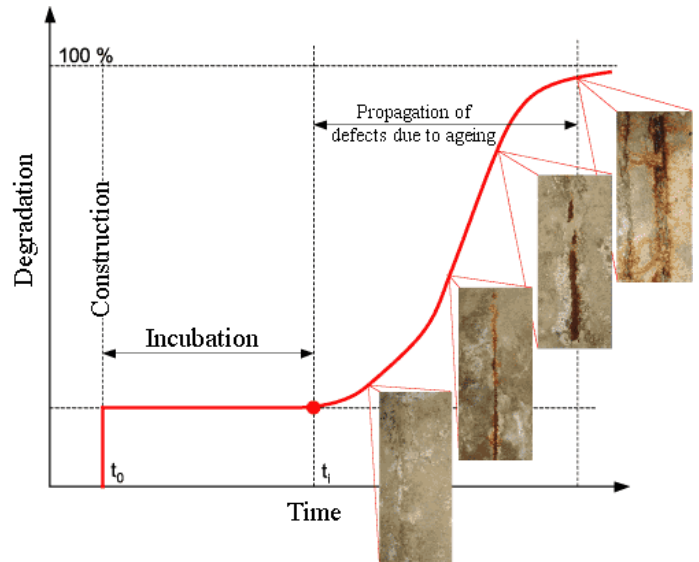 100 %
Propagation of
defects due to ageing
Degradation
Construction
Incubation
t₀
tᵢ
Time